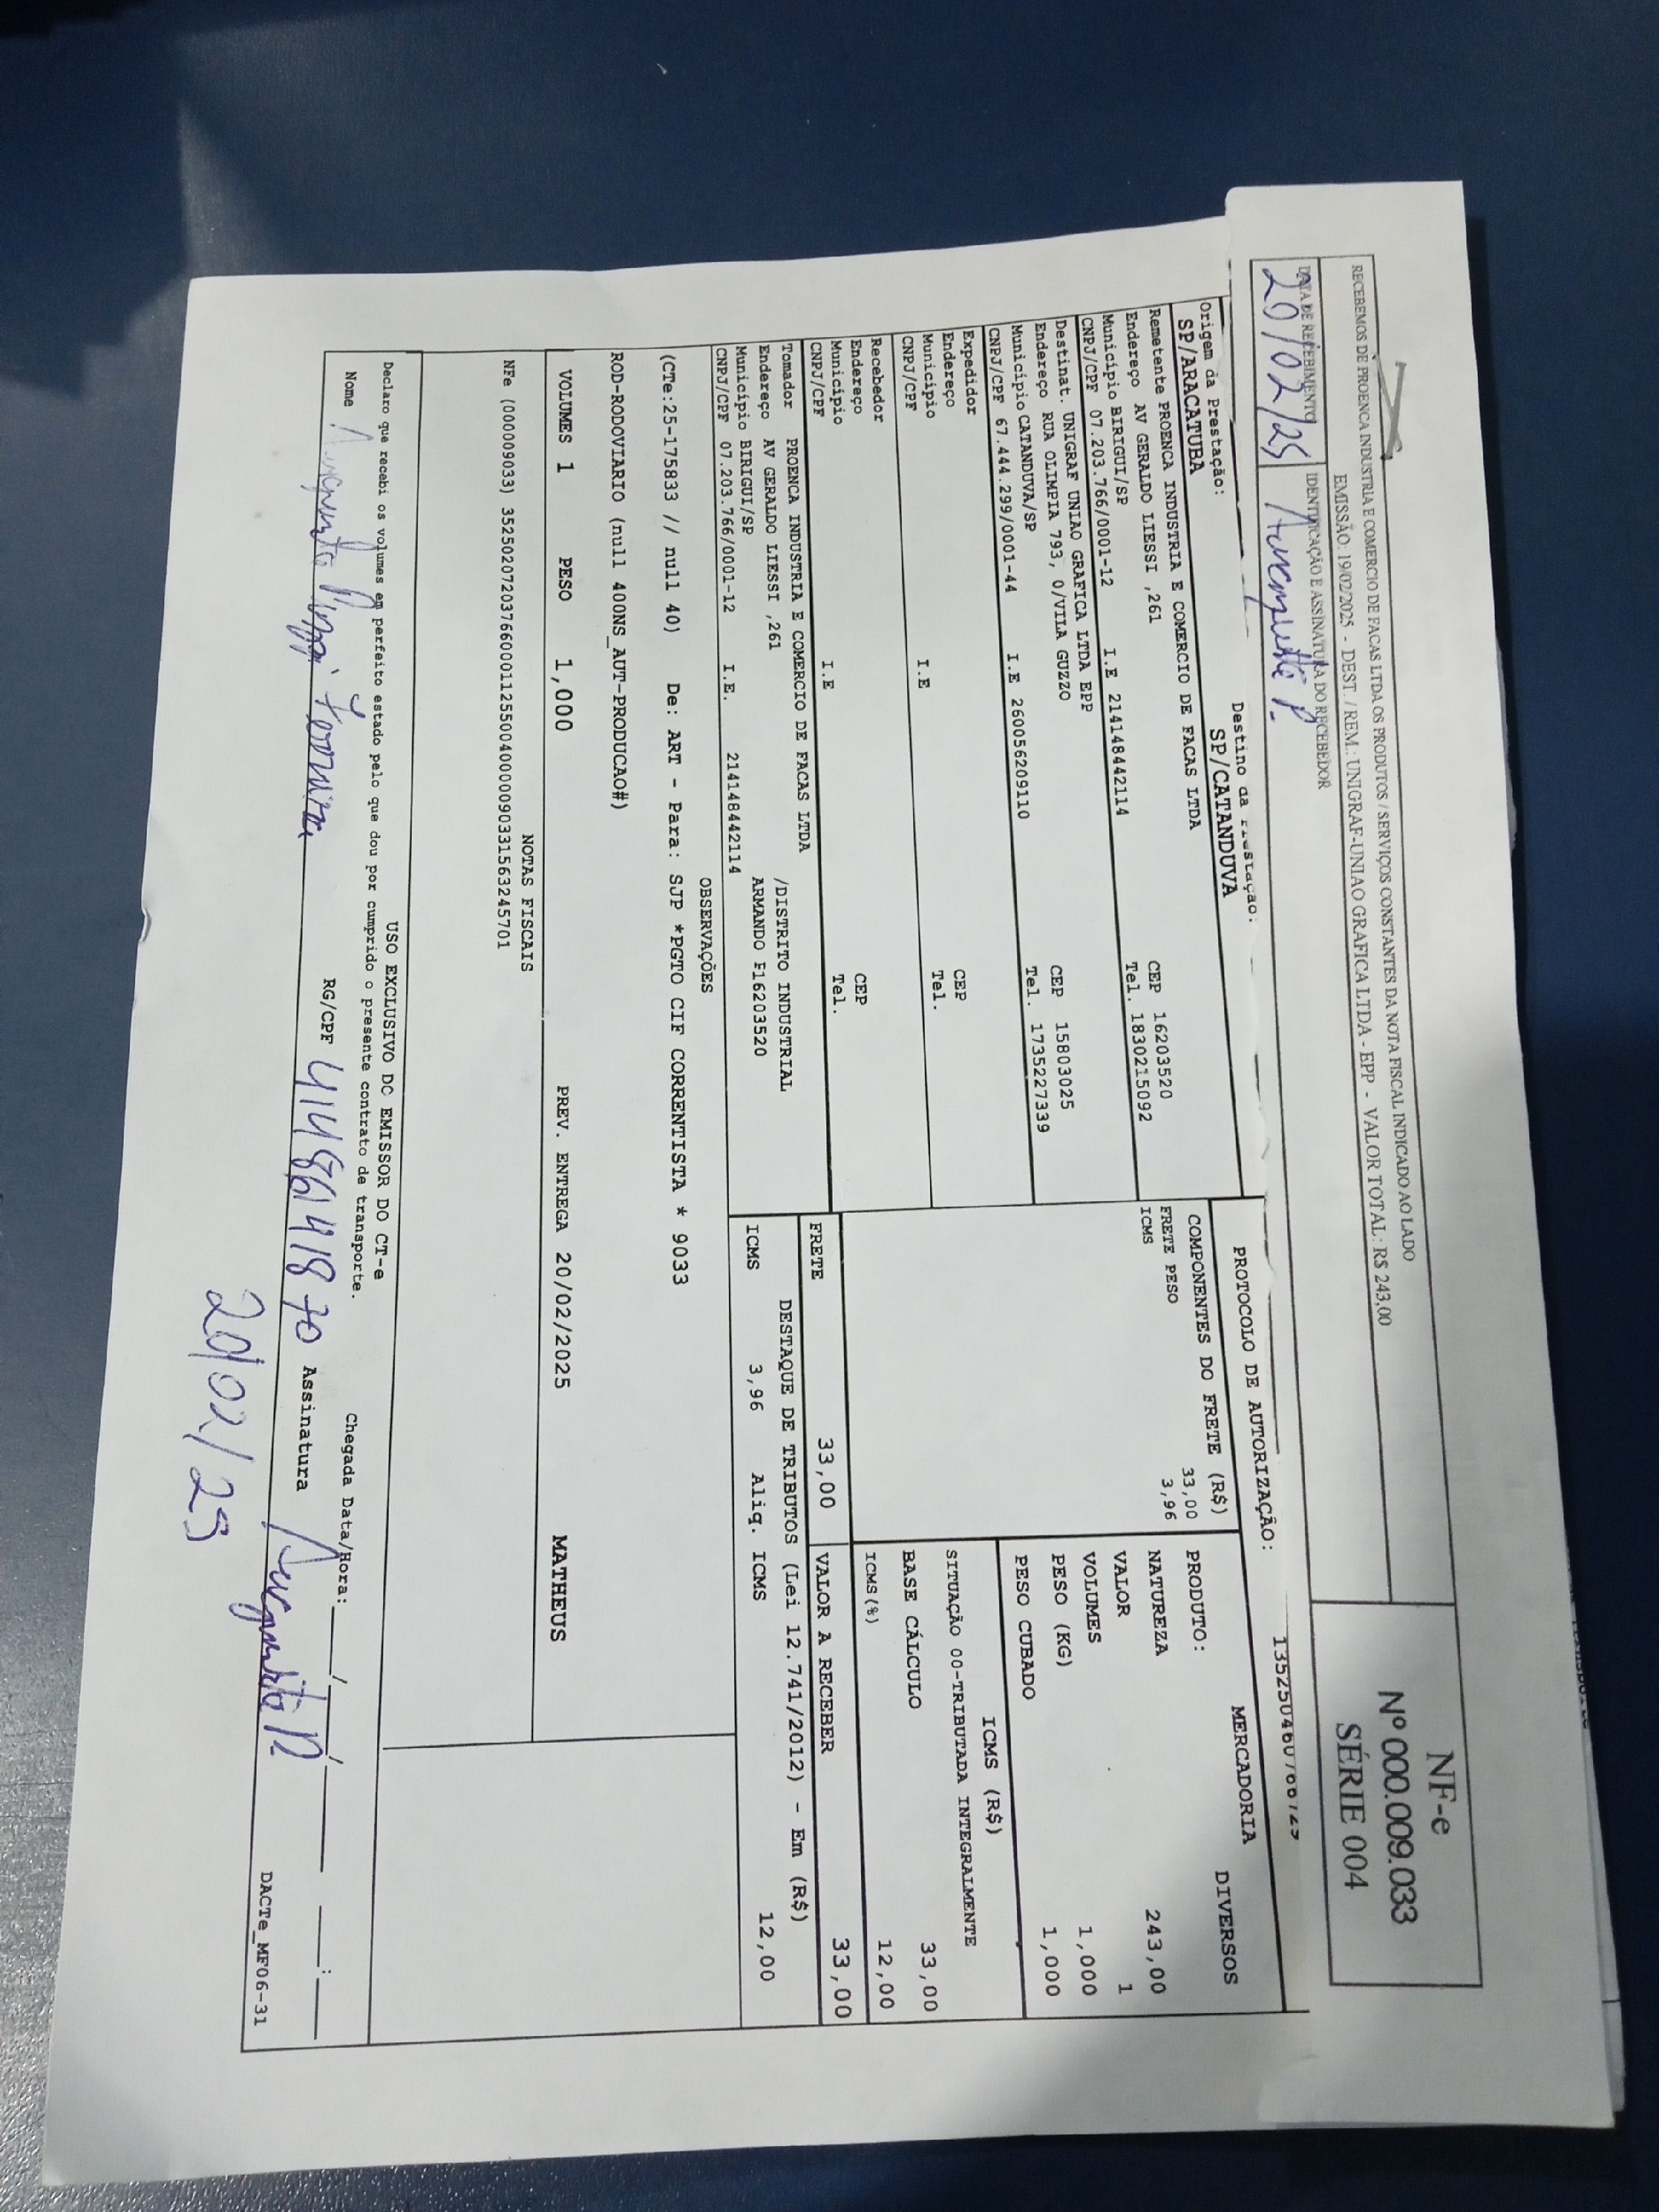 RECEBEMOS DE PROENCA INDUSTRIA E COMERCIO DE FACAS LTDA OS PRODUTOS / SERVIÇOS CONSTANTES DA NOTA FISCAL INDICADO AO LADO
EMISSÃO: 19/02/2025 - DEST. / REM.: UNIGRAF-UNIAO GRAFICA LTDA - EPP - VALOR TOTAL: R$ 243,00
NF-e
Nº 000.009.033
SÉRIE 004
DATA DE RECEBIMENTO
IDENTIFICAÇÃO E ASSINATURA DO RECEBEDOR
20/02/25
Origem da Prestação:
SP/ARACATUBA
Destino da Prestação:
SP/CATANDUVA
PROTOCOLO DE AUTORIZAÇÃO:
Remetente PROENCA INDUSTRIA E COMERCIO DE FACAS LTDA
Endereço AV GERALDO LIESSI ,261
CEP 16203520
Município BIRIGUI/SP
Tel. 1830215092
CNPJ/CPF 07.203.766/0001-12 I.E 214148442114
Destinat. UNIGRAF UNIAO GRAFICA LTDA EPP
Endereço RUA OLIMPIA 793, 0/VILA GUZZO
CEP 15803025
Município CATANDUVA/SP
Tel. 1735227339
CNPJ/CPF 67.444.299/0001-44 I.E 260056209110
Expedidor
Endereço
CEP
Município
Tel.
CNPJ/CPF I.E
Recebedor
Endereço
CEP
Município
Tel.
CNPJ/CPF I.E
Tomador PROENCA INDUSTRIA E COMERCIO DE FACAS LTDA
Endereço AV GERALDO LIESSI ,261 /DISTRITO INDUSTRIAL
Município BIRIGUI/SP ARMANDO F16203520
CNPJ/CPF 07.203.766/0001-12 I.E. 214148442114
COMPONENTES DO FRETE (R$)
FRETE PESO 33,00
ICMS 3,96
MERCADORIA
PRODUTO: DIVERSOS
NATUREZA
VALOR 243,00
VOLUMES 1
PESO (KG) 1,000
PESO CUBADO 1,000
ICMS (R$)
SITUAÇÃO 00-TRIBUTADA INTEGRALMENTE
BASE CÁLCULO 33,00
ICMS(%) 12,00
FRETE 33,00
VALOR A RECEBER 33,00
DESTAQUE DE TRIBUTOS (Lei 12.741/2012) - Em (R$)
ICMS 3,96 Aliq. ICMS 12,00
OBSERVAÇÕES
(CTe:25-175833 // null 40) De: ART - Para: SJP *PGTO CIF CORRENTISTA * 9033
ROD-RODOVIARIO (null 400NS_AUT-PRODUCAO#)
VOLUMES 1 PESO 1,000 PREV. ENTREGA 20/02/2025 MATHEUS
NOTAS FISCAIS
NFe (000009033) 35250207203766000112550040000090331563245701
USO EXCLUSIVO DO EMISSOR DO CT-e
Declaro que recebi os volumes em perfeito estado pelo que dou por cumprido o presente contrato de transporte.
Chegada Data/Hora: / / :
Nome RG/CPF Assinatura
20/02/25
DACTe_MF06-31